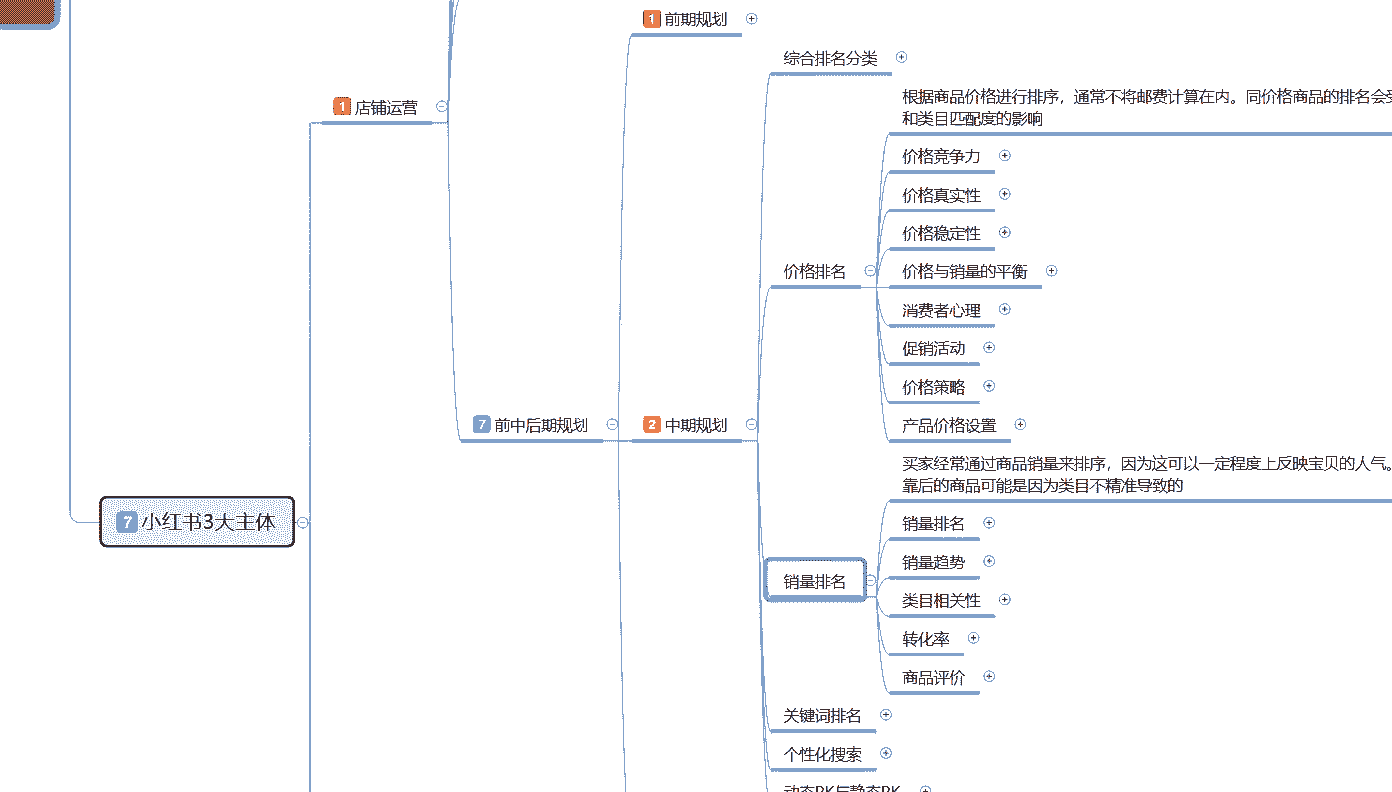 1 前期规划
综合排名分类
根据商品价格进行排序，通常不将邮费计算在内。同价格商品的排名会
和类目匹配度的影响
1 店铺运营
价格竞争力
价格真实性
价格稳定性
价格排名
价格与销量的平衡
消费者心理
促销活动
价格策略
7 前中后期规划
2 中期规划
产品价格设置
买家经常通过商品销量来排序，因为这可以一定程度上反映宝贝的人气。
靠后的商品可能是因为类目不精准导致的
7 小红书3大主体
销量排名
销量趋势
销量排名
类目相关性
转化率
商品评价
关键词排名
个性化搜索
动态PK与静态PK